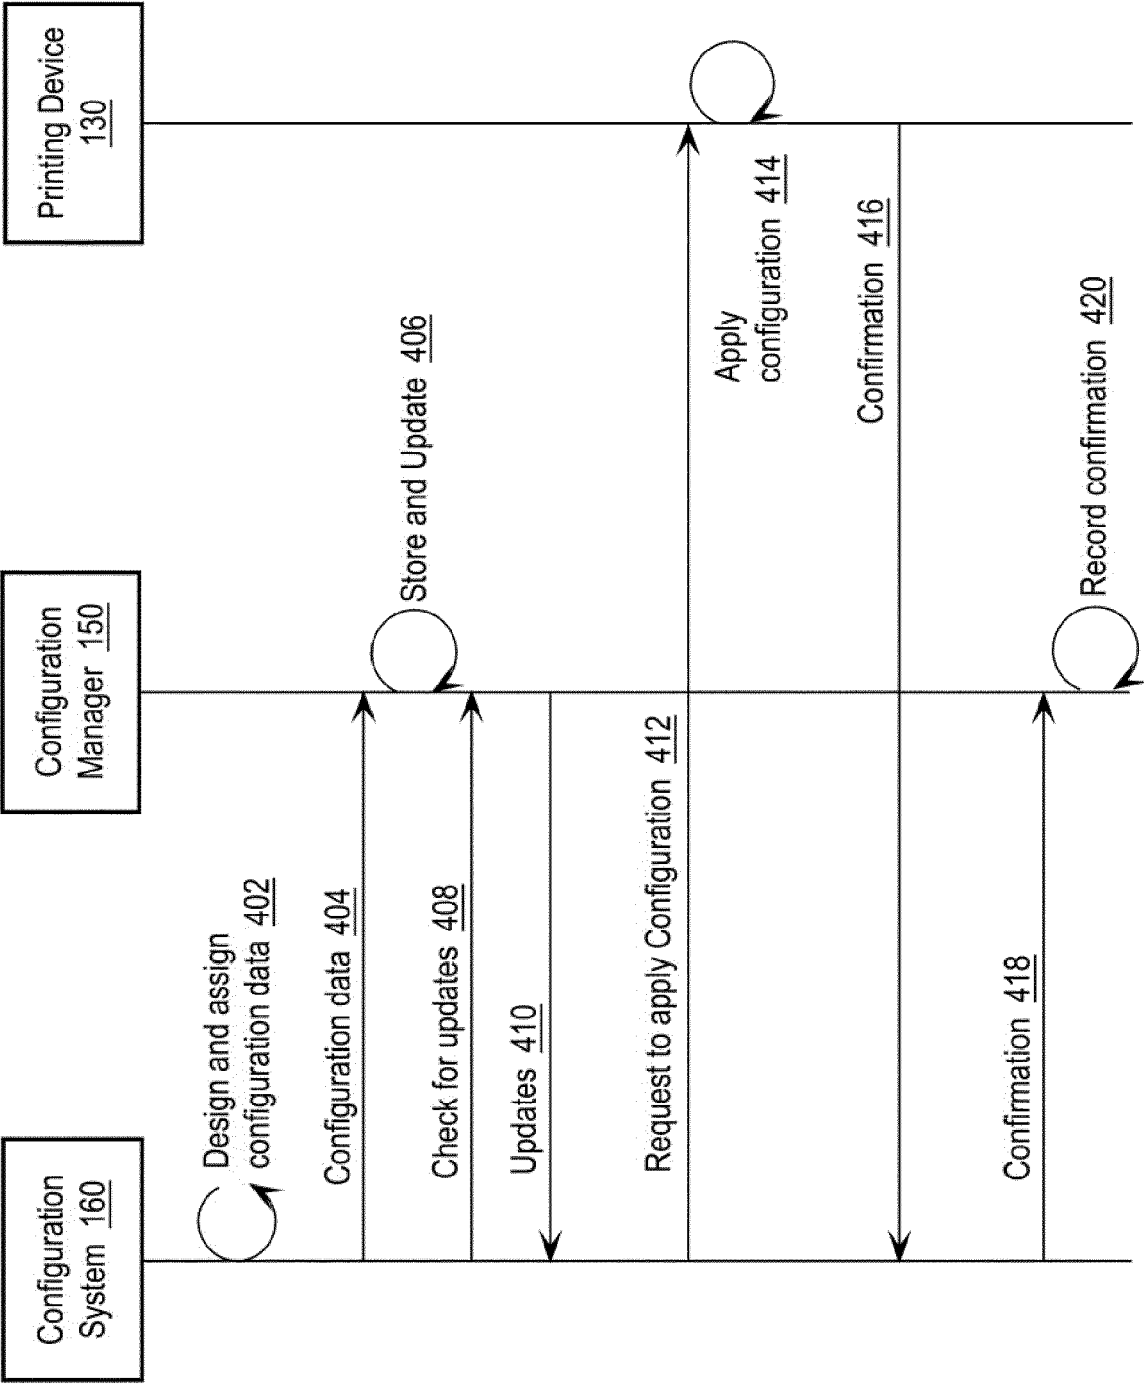 Configuration
System 160
Configuration
Manager 150
Printing Device
130
Design and assign
configuration data 402
Configuration data 404
Store and Update 406
Check for updates 408
Updates 410
Request to apply Configuration 412
Apply
configuration 414
Confirmation 416
Confirmation 418
Record confirmation 420